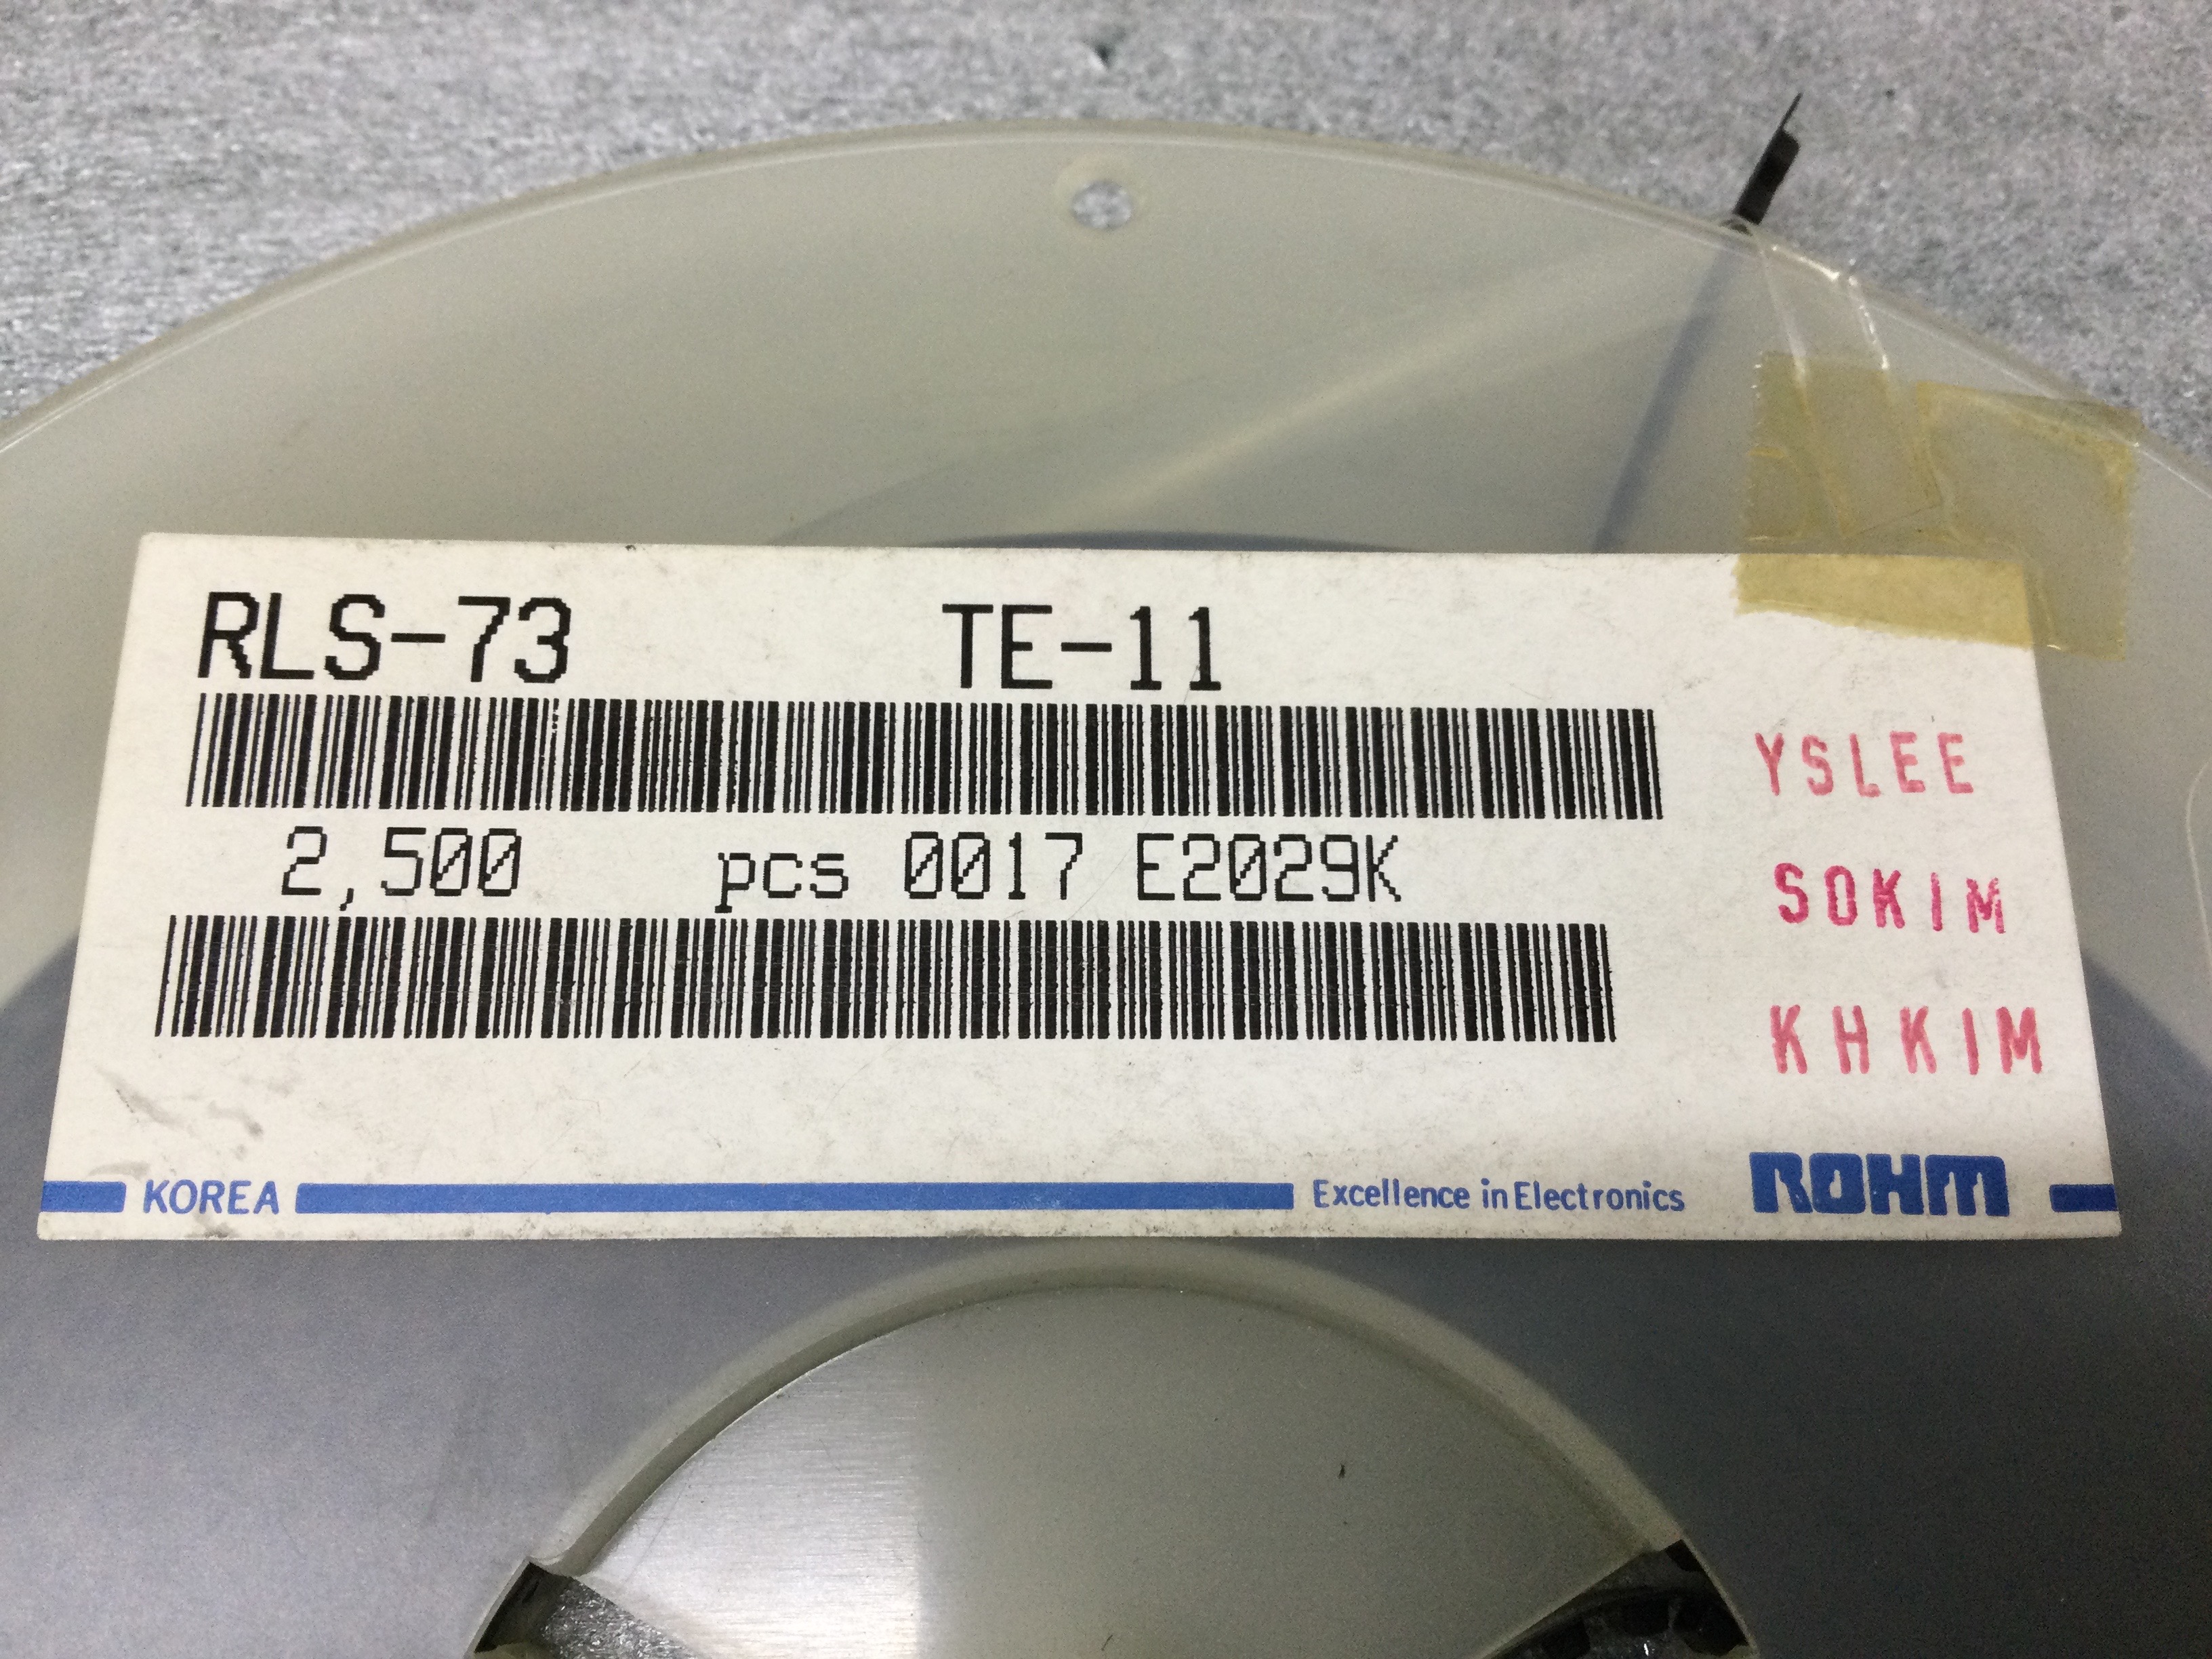 RLS-73 TE-11
YSLEE
2,500 pcs 0017 E2029K
SOKIM
KHKIM
KOREA Excellence in Electronics ROHM